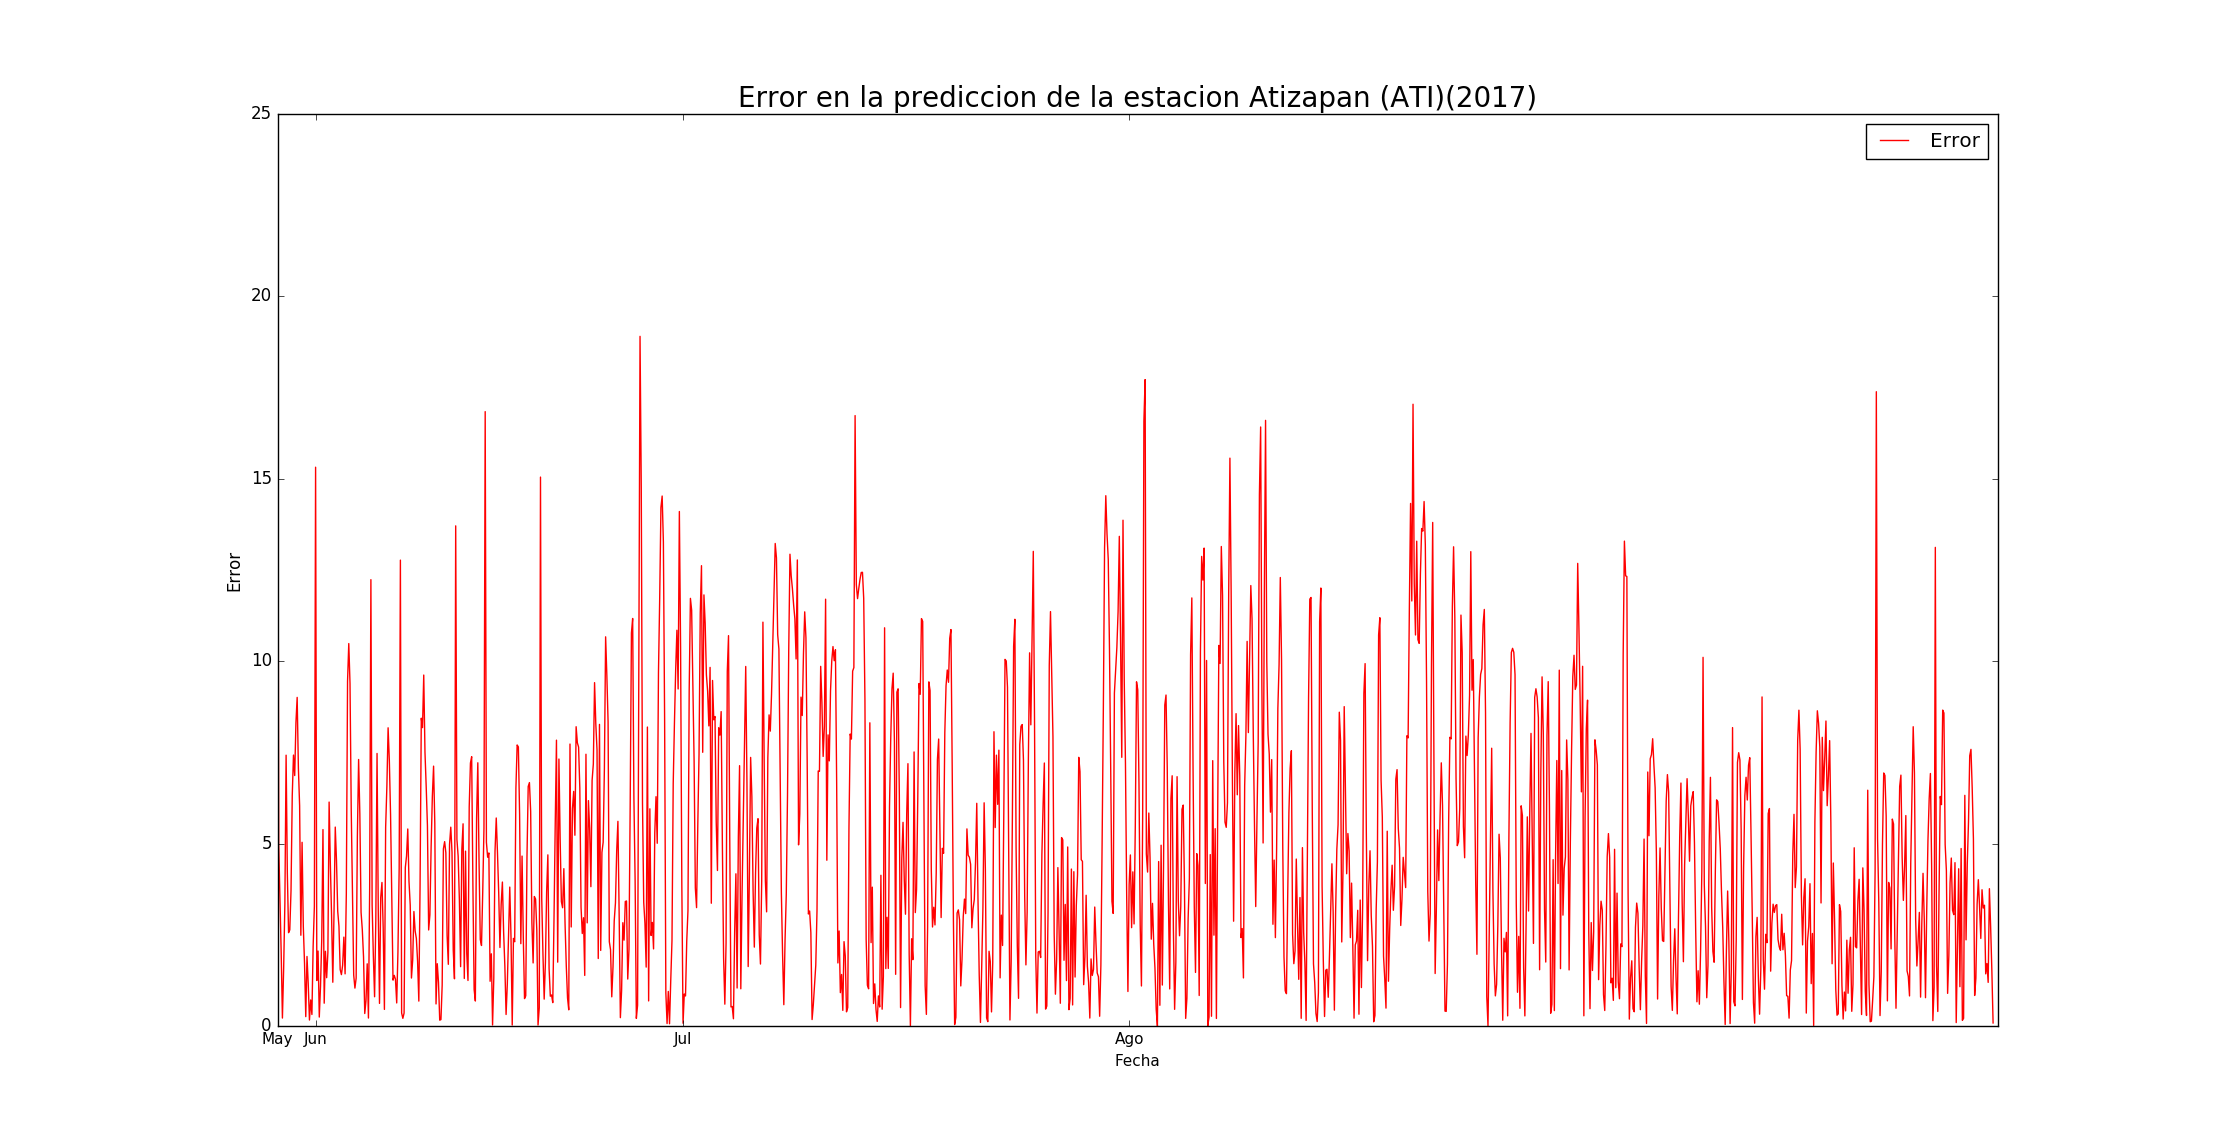 Error en la prediccion de la estacion Atizapan (ATI)(2017)
Error
25
20
15
10
5
0
Error
May Jun Jul Ago
Fecha